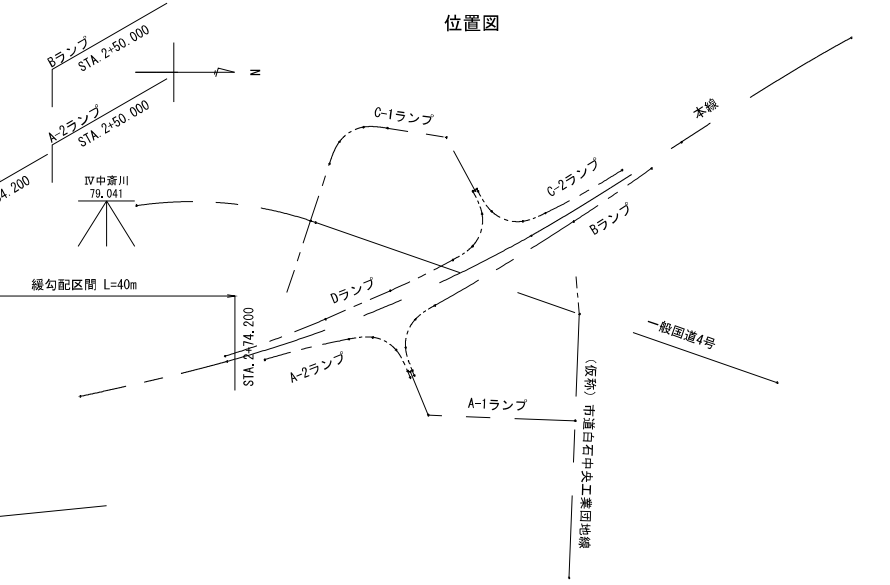 位置図
Bランプ
STA.2+50.000
N
A-2ランプ
STA.2+50.000
4.200
Ⅳ中斎川
79.041
C-1ランプ
本線
C-2ランプ
Bランプ
緩勾配区間 L=40m
Dランプ
STA.2+74.200
A-2ランプ
一般国道4号
A-1ランプ
(仮称) 市道白石中央工業団地線